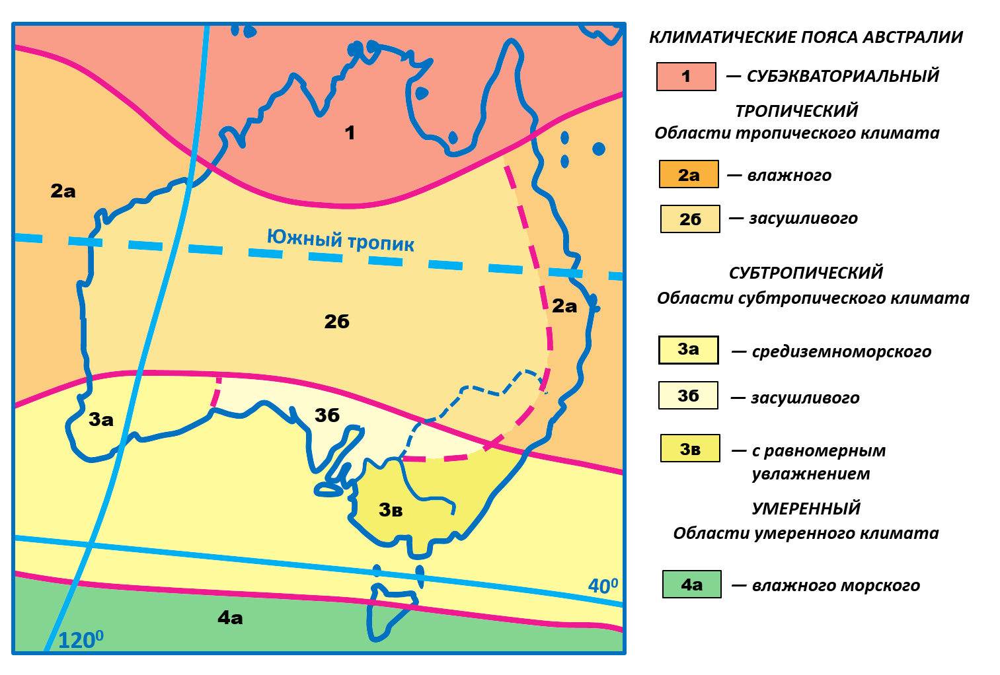 КЛИМАТИЧЕСКИЕ ПОЯСА АВСТРАЛИИ
1 — СУБЭКВАТОРИАЛЬНЫЙ
ТРОПИЧЕСКИЙ
Области тропического климата
2а — влажного
2б — засушливого
СУБТРОПИЧЕСКИЙ
Области субтропического климата
3а — средиземноморского
3б — засушливого
3в — с равномерным
увлажнением
УМЕРЕННЫЙ
Области умеренного климата
4а — влажного морского
1
2а
Южный тропик
2а
2б
3б
3а
3в
40⁰
4а
120⁰